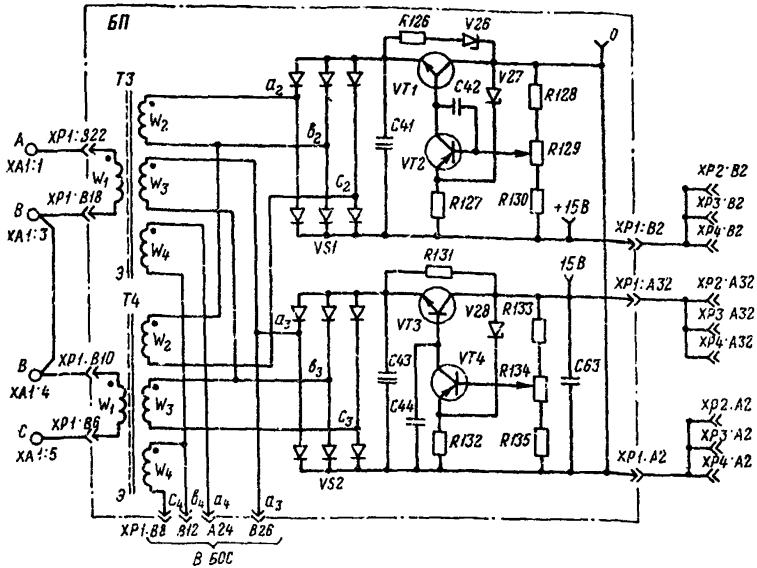 БП
R126
V26
O
T3
a₂
VT1
C42
V27
R128
A
XP1:B22
W₂
в₂
C41
XA1:1
W₁
VT2
R129
XP1·B18
W₃
C₂
XP2·B2
B
R127
R130
+15В
XP3·B2
XA1:3
W₄
VS1
XP1:B2
XP4·B2
Э
R131
15В
XP1:A32
XP2·A32
T4
a₃
VT3
V28
R133
XP3·A32
W₂
XP4·A32
B
XP1·B10
VT4
XA1:4
W₁
в₃
C43
R134
C63
W₃
C₃
C44
XP2.A2
C
XP1·B6
R132
R135
XP3·A2
XA1:5
W₄
VS2
XP1.A2
XP4·A2
Э
C₄
в₄
a₄
a₃
XP1.B8
B12
A24
B26
В БОС